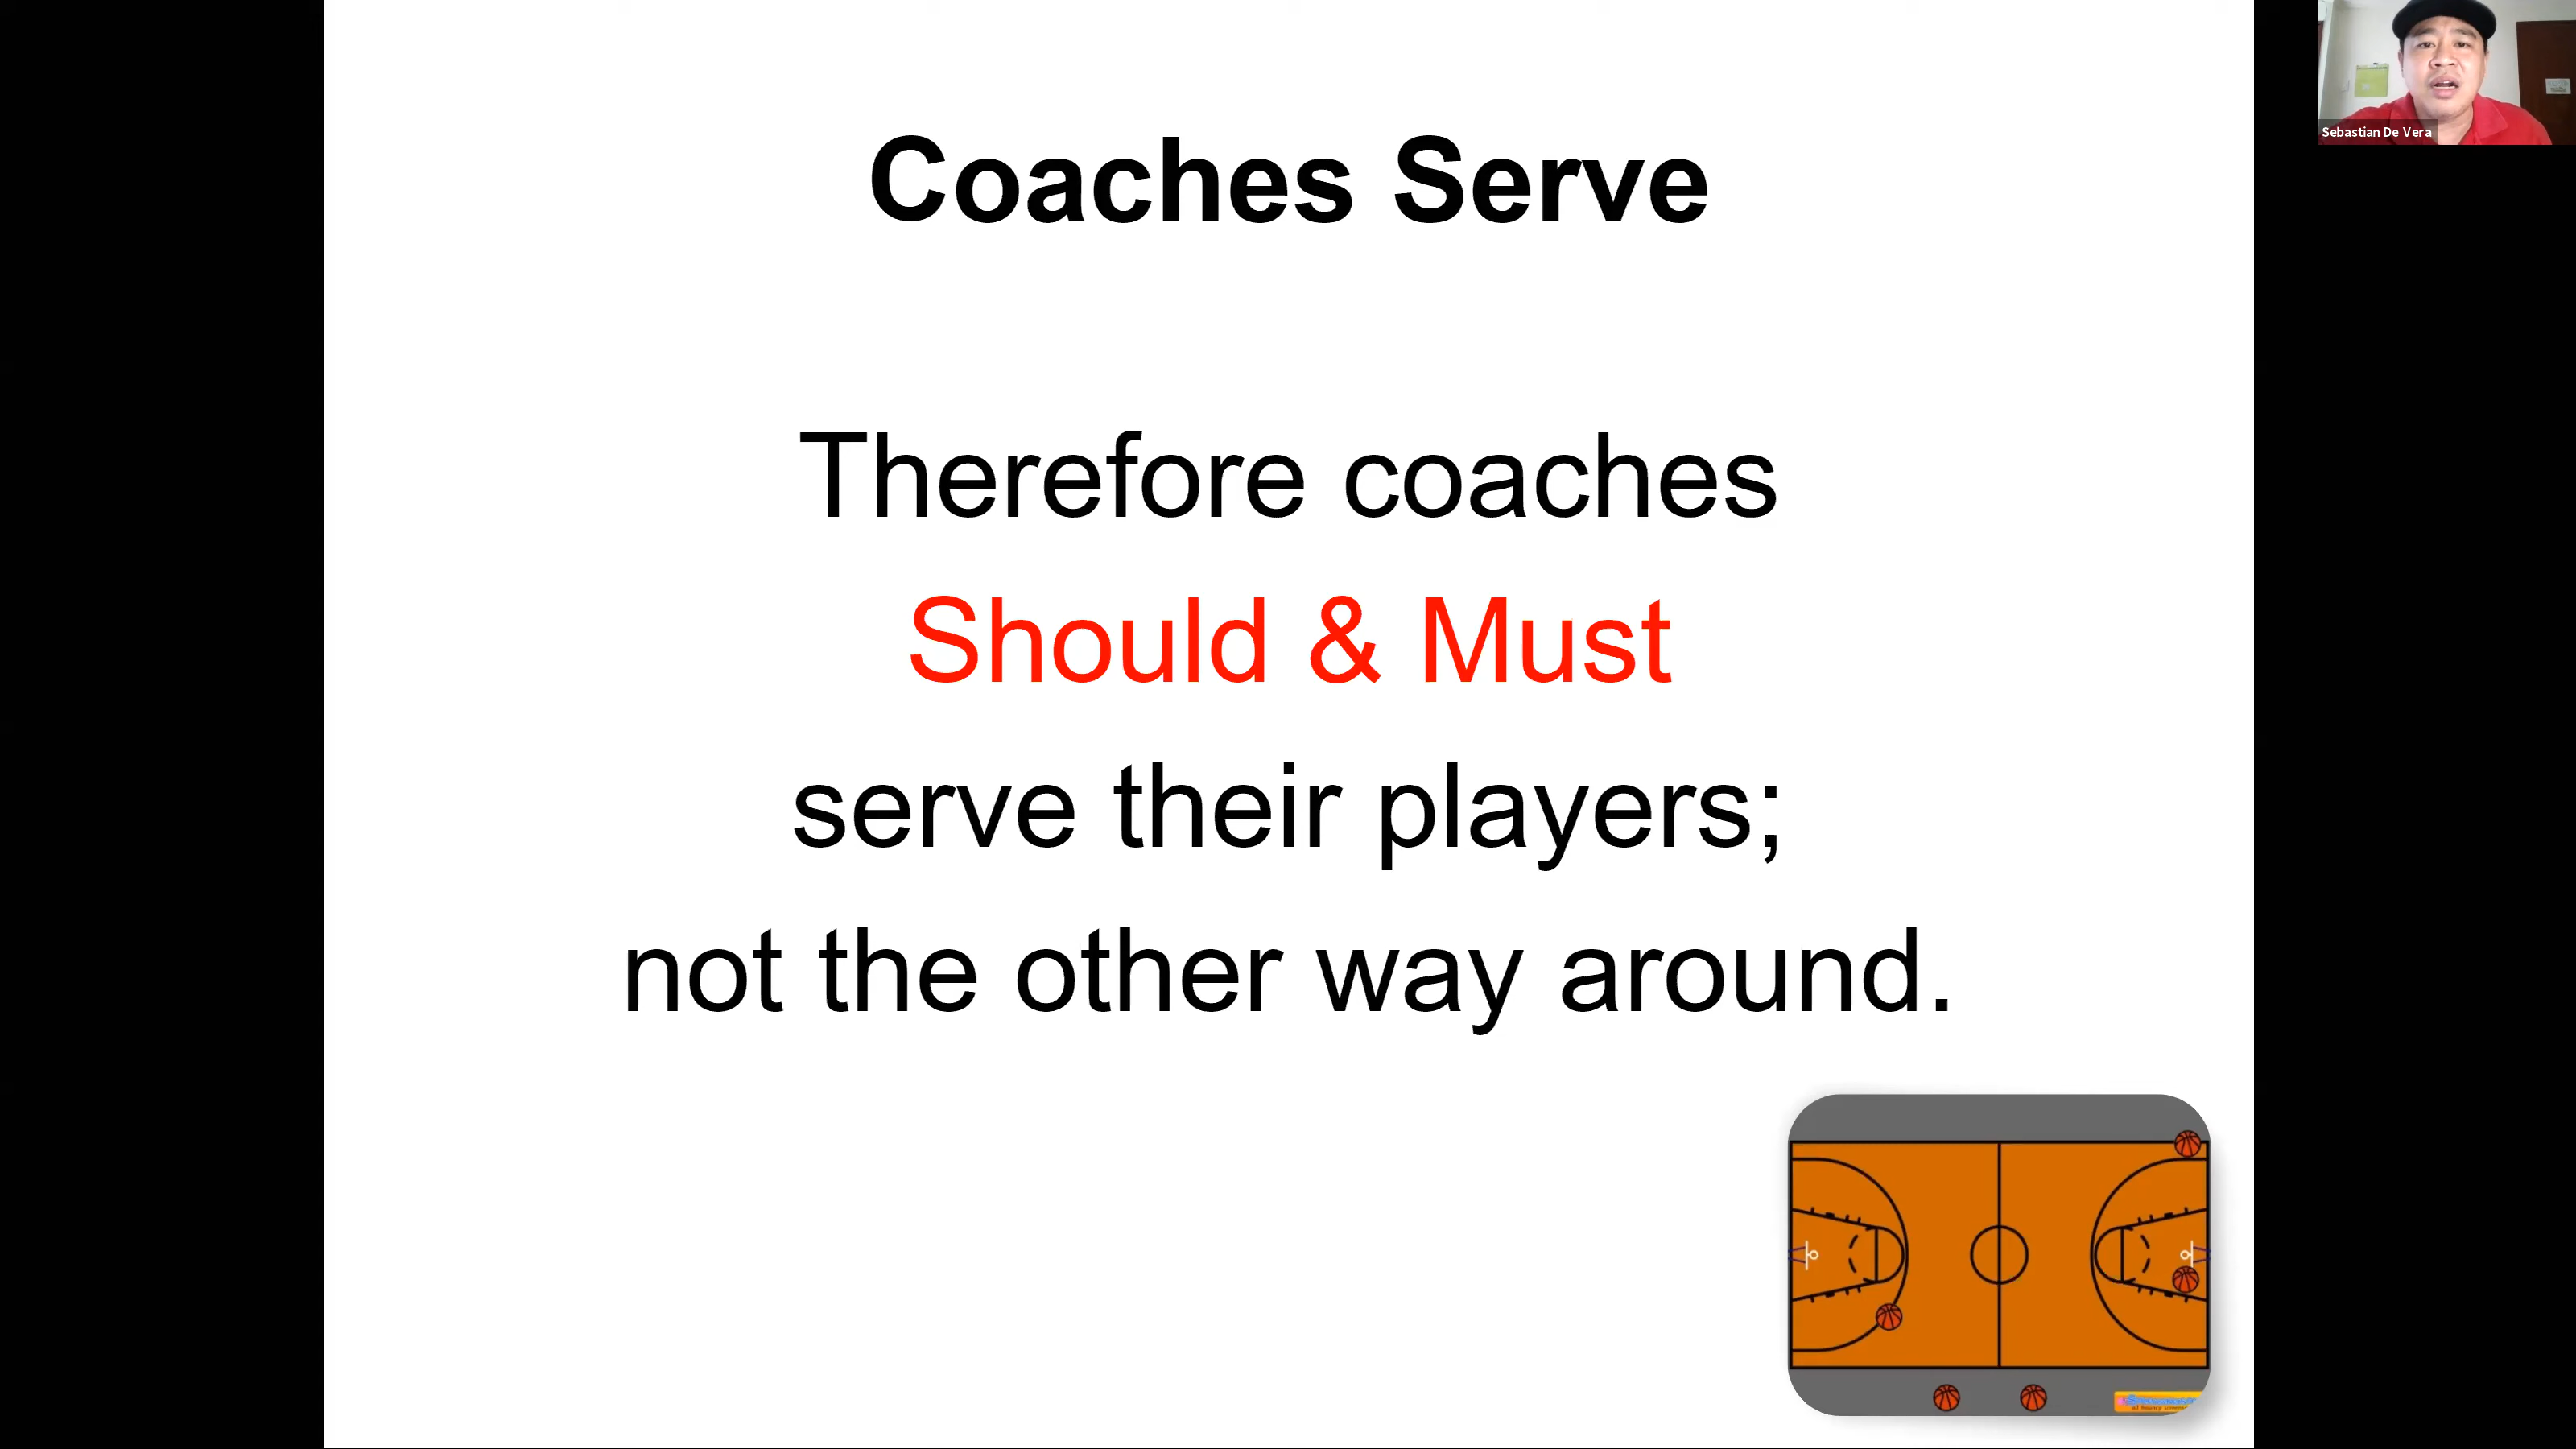 Coaches Serve
Sebastian De Vera
Therefore coaches
Should & Must
serve their players;
not the other way around.